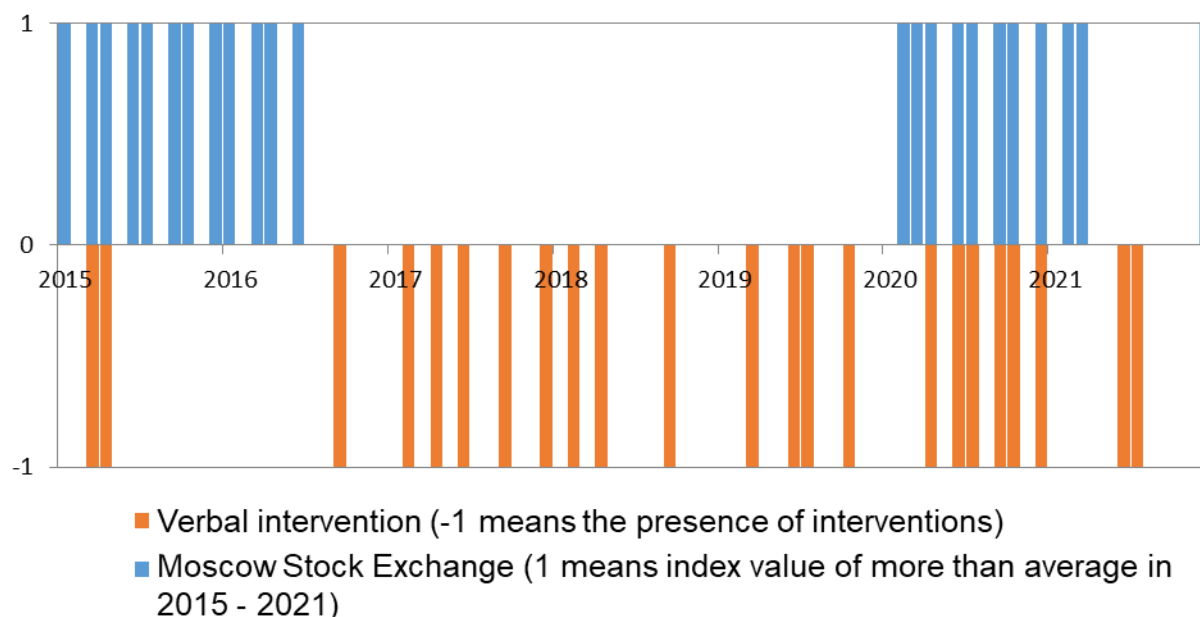 1
0
2015 2016 2017 2018 2019 2020 2021
-1
Verbal intervention (-1 means the presence of interventions)
Moscow Stock Exchange (1 means index value of more than average in
2015 - 2021)